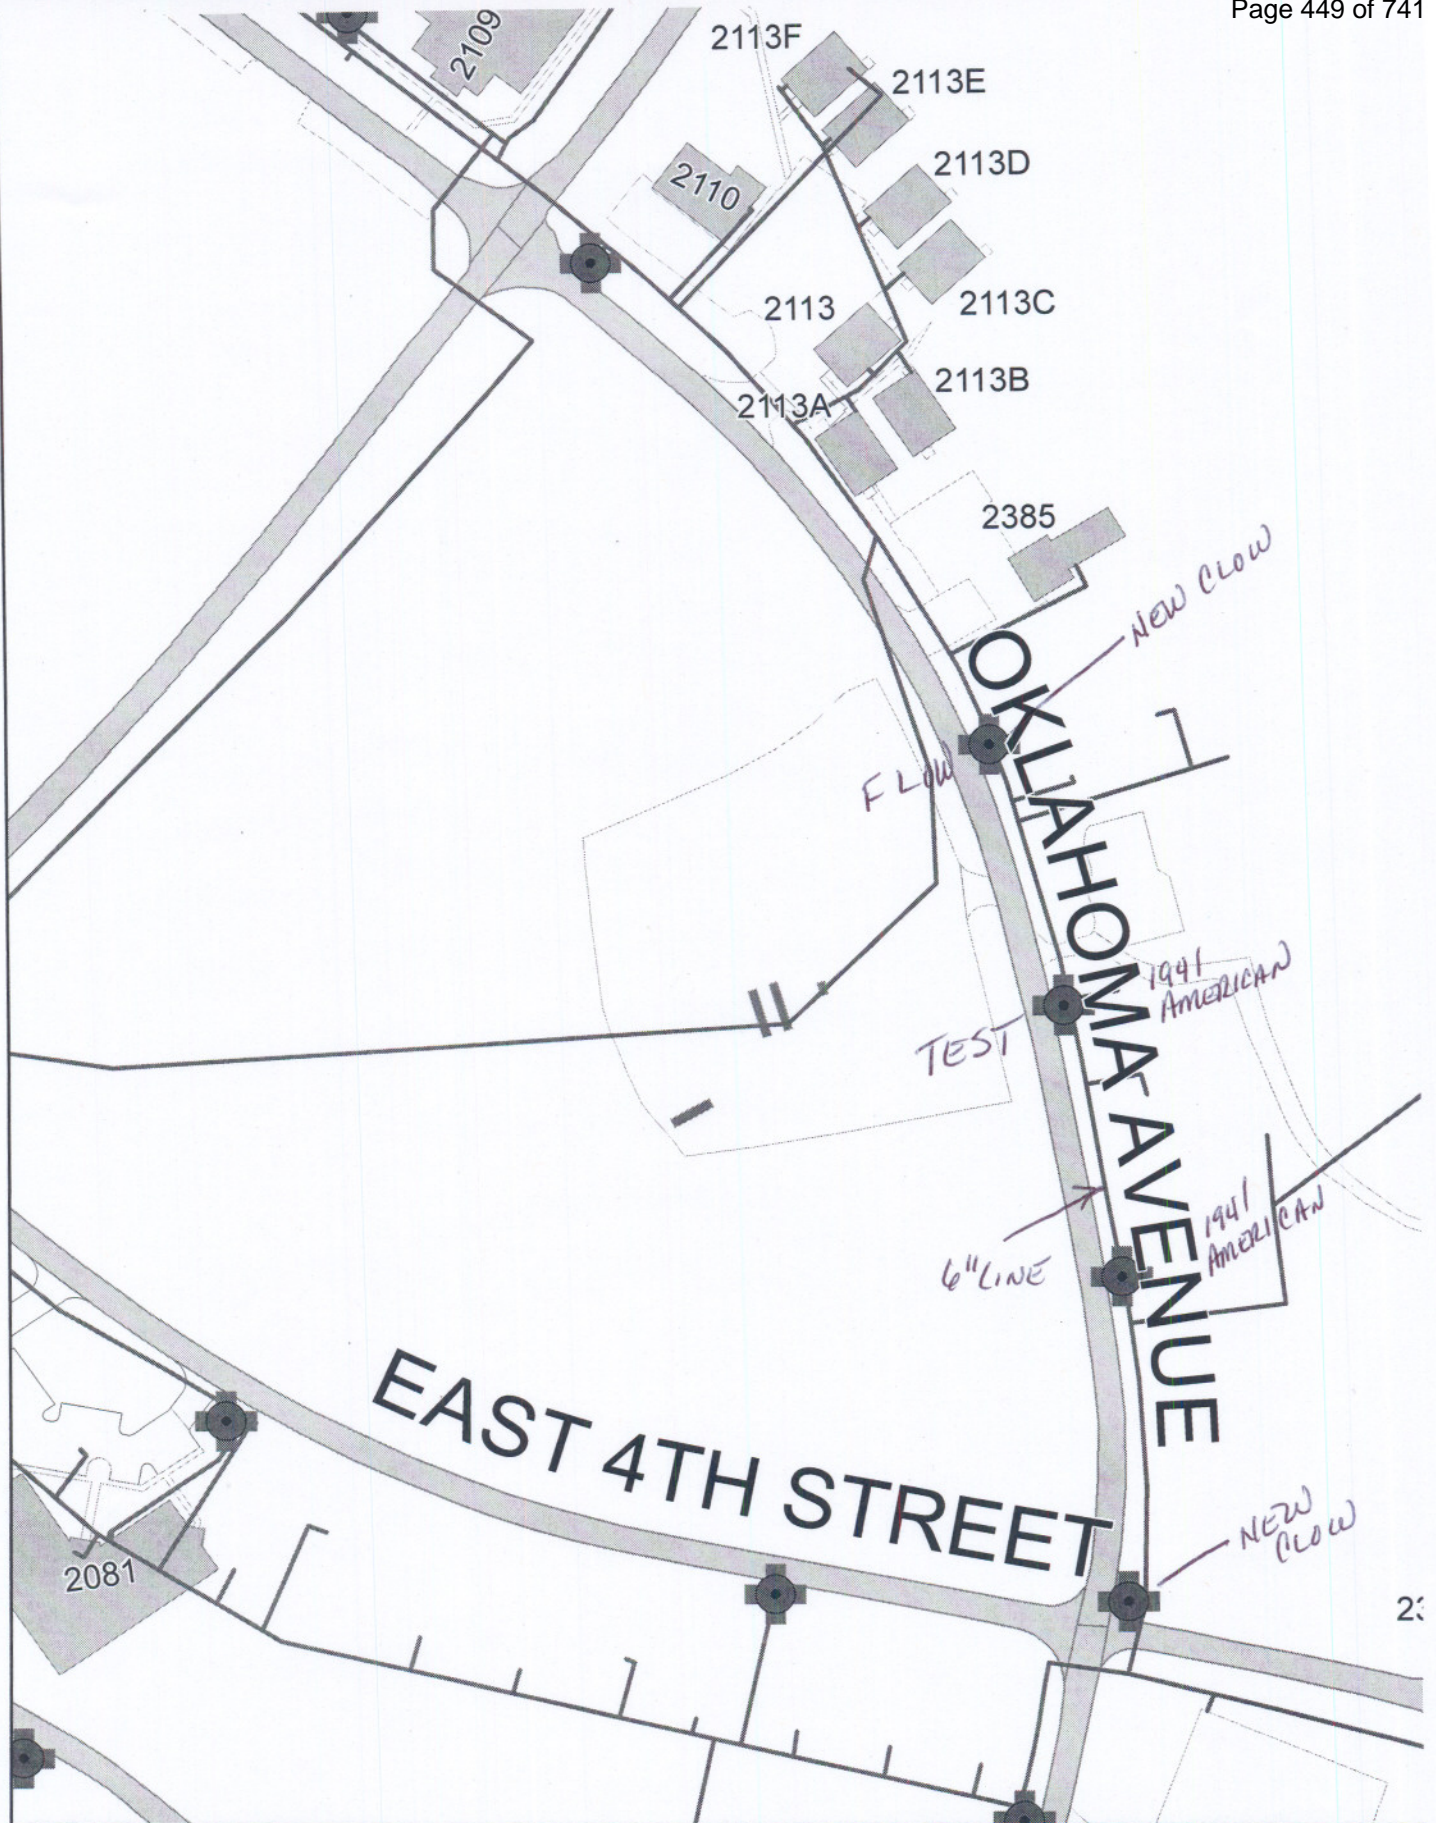 Page 449 of 741
2109
2113F
2113E
2113D
2110
2113C
2113
2113B
2113A
2385
NEW CLOW
OKLAHOMA AVENUE
FLOW
1941
AMERICAN
TEST
1941
AMERICAN
6" LINE
EAST 4TH STREET
NEW
CLOW
2081